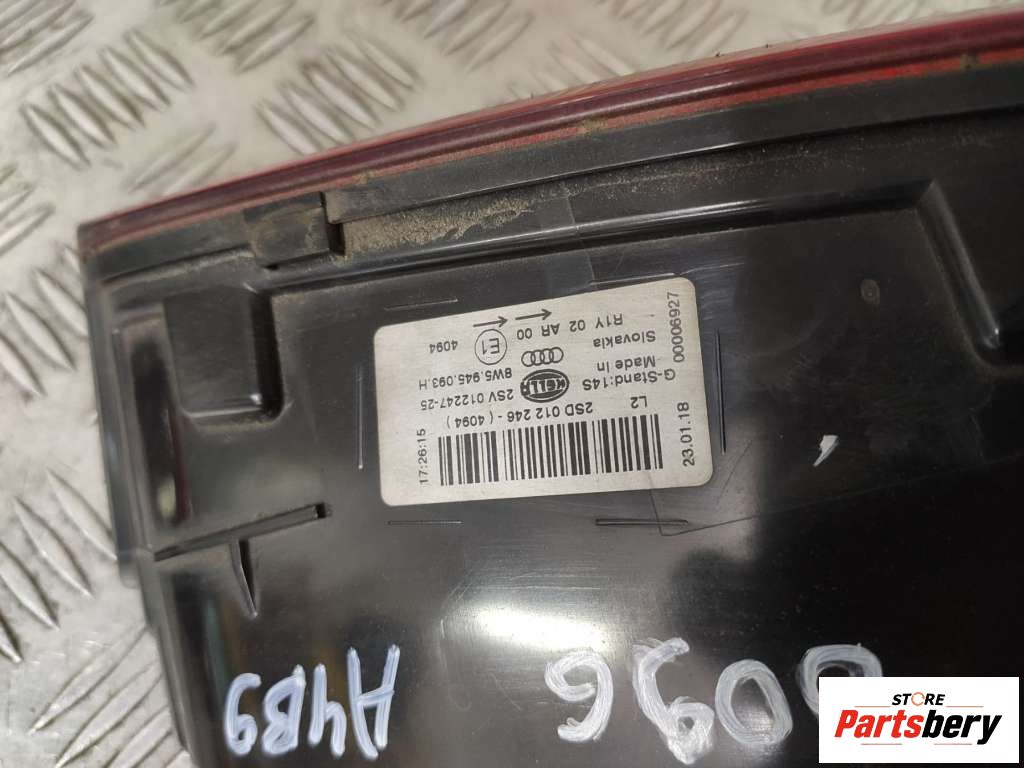 L2
2SD 012 246 - ( 4094 )
17:26:15
23.01.18
G-Stand:14S
HELLA
2SV 012247-25
Made in
8W5.945.093.H
Slovakia
E1
4094
R1Y 02 AR 00
00006927
A4B9
STORE
Partsbery